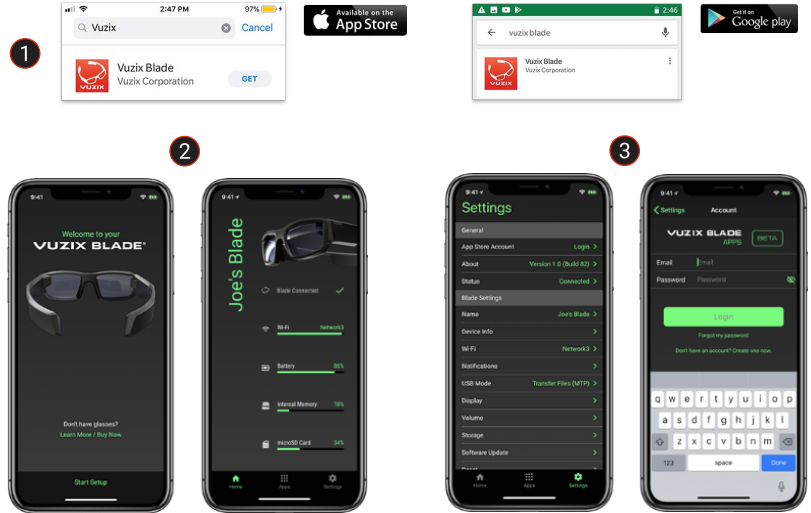 1
2:47 PM
97%
Vuzix
Cancel
VUZIX
Vuzix Blade
Vuzix Corporation
GET
Available on the
App Store
2:46
vuzix blade
VUZIX
Vuzix Blade
Vuzix Corporation
Get it on
Google play
2
9:41
Welcome to your
VUZIX BLADE®
Don't have glasses?
Learn More / Buy Now
Start Setup
9:41
Joe's Blade
Blade Connected
Wi-Fi Network3
Battery 86%
Internal Memory 18%
microSD Card 34%
Home Apps Settings
3
9:41
Settings
General
App Store Account Login >
About Version 1.0 (Build 82) >
Status Connected >
Blade Settings
Name Joe's Blade >
Device Info >
Wi-Fi Network3 >
Notifications >
USB Mode Transfer Files (MTP) >
Display >
Volume >
Storage >
Software Update >
Home Apps Settings
9:41
Settings Account
VUZIX BLADE
APPS
BETA
Email Email
Password Password
Login
Forgot my password
Don't have an account? Create one now.
q w e r t y u i o p
a s d f g h j k l
z x c v b n m
123 space Done